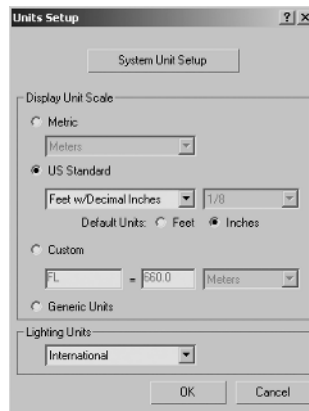 Units Setup
System Unit Setup
Display Unit Scale
Metric
Meters
US Standard
Feet w/Decimal Inches 1/8
Default Units: Feet Inches
Custom
FL = 660.0 Meters
Generic Units
Lighting Units
International
OK Cancel